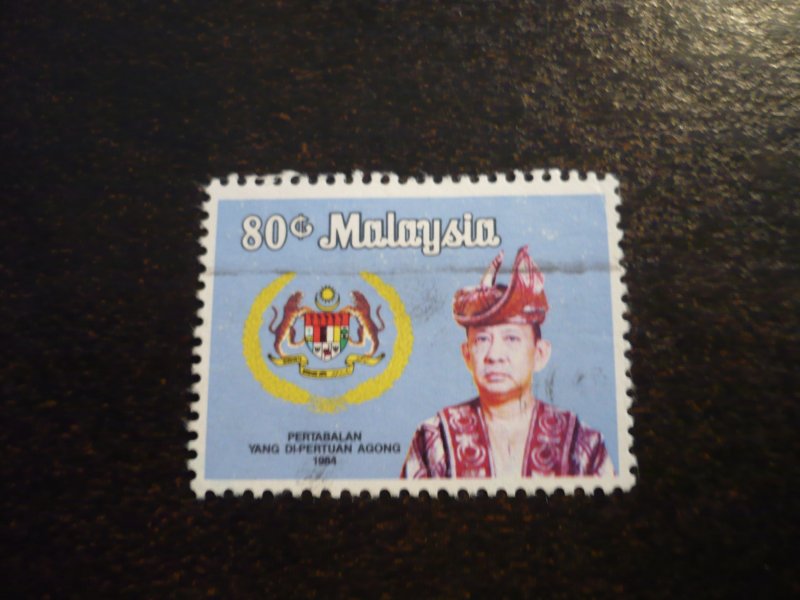 80¢ Malaysia
PERTABALAN
YANG DI-PERTUAN AGONG
1984